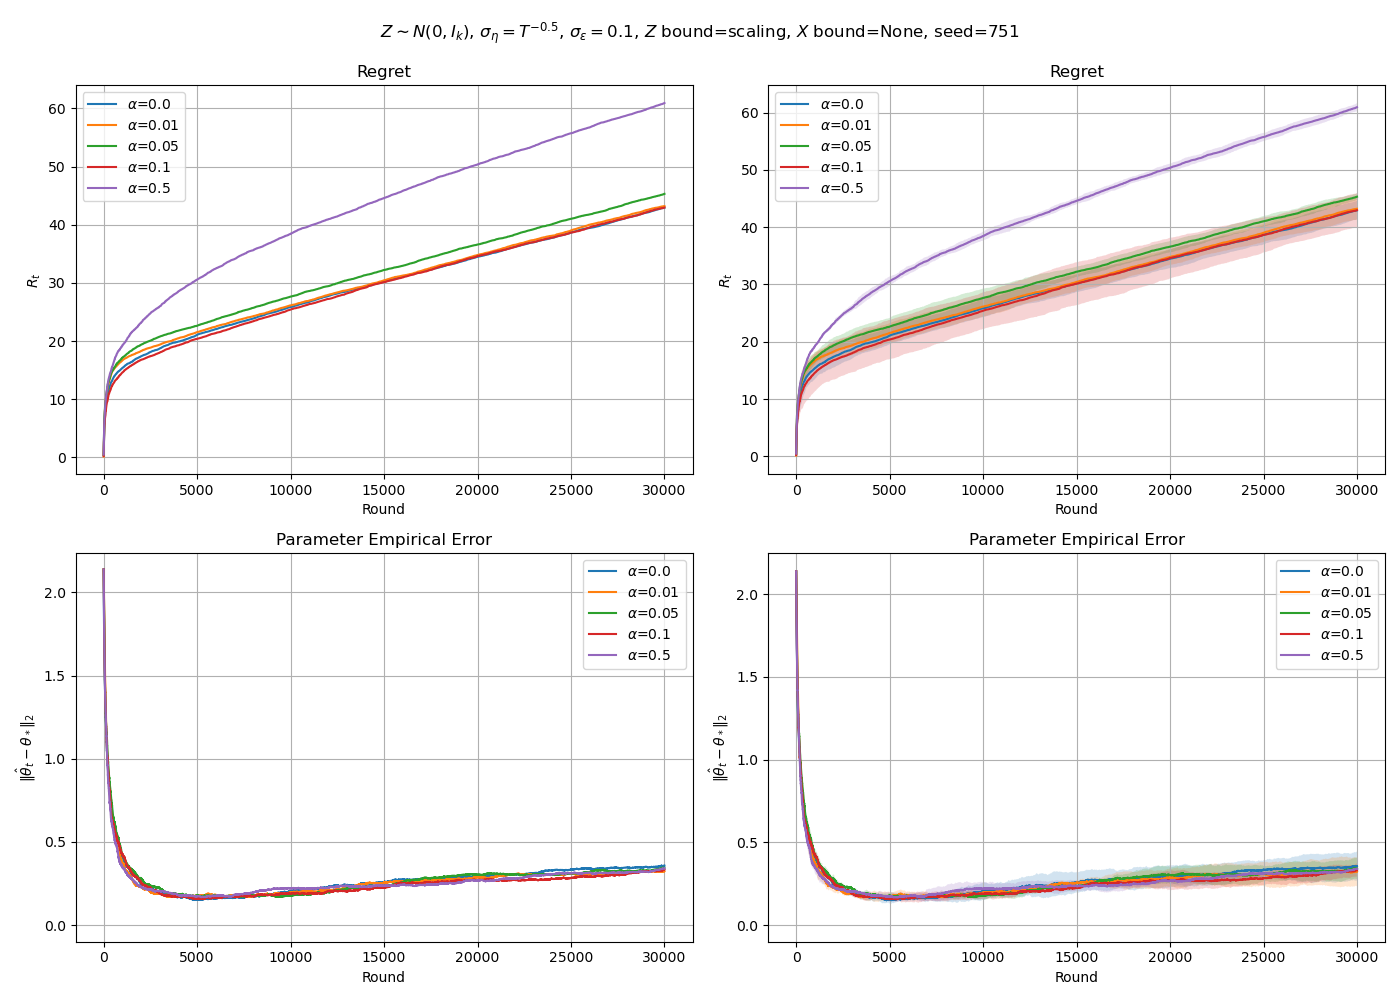 Z ~ N(0, I_k), σ_η = T^{-0.5}, σ_ε = 0.1, Z bound=scaling, X bound=None, seed=751
Regret
R_t
60
50
40
30
20
10
0
α=0.0
α=0.01
α=0.05
α=0.1
α=0.5
0 5000 10000 15000 20000 25000 30000
Round
Regret
R_t
60
50
40
30
20
10
0
α=0.0
α=0.01
α=0.05
α=0.1
α=0.5
0 5000 10000 15000 20000 25000 30000
Round
Parameter Empirical Error
‖θ̂_t − θ_*‖_2
2.0
1.5
1.0
0.5
0.0
α=0.0
α=0.01
α=0.05
α=0.1
α=0.5
0 5000 10000 15000 20000 25000 30000
Round
Parameter Empirical Error
‖θ̂_t − θ_*‖_2
2.0
1.5
1.0
0.5
0.0
α=0.0
α=0.01
α=0.05
α=0.1
α=0.5
0 5000 10000 15000 20000 25000 30000
Round